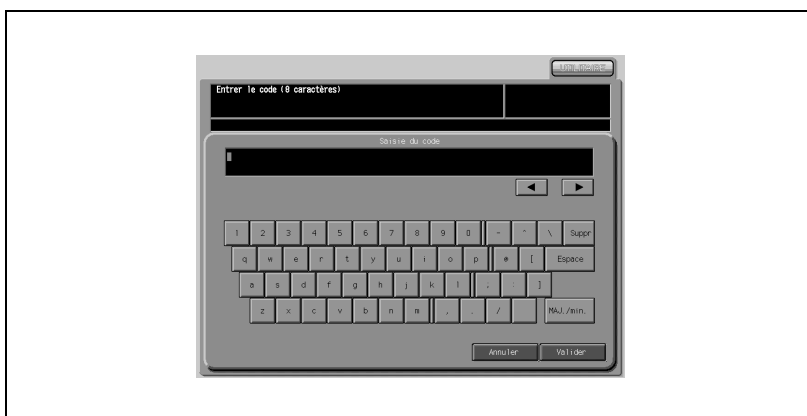 UTILITAIRE
Entrer le code (8 caractères)
Saisie du code
1 2 3 4 5 6 7 8 9 0 - ^ \ Suppr
q w e r t y u i o p @ [ Espace
a s d f g h j k l ; : ]
z x c v b n m , . / MAJ./min.
Annuler Valider